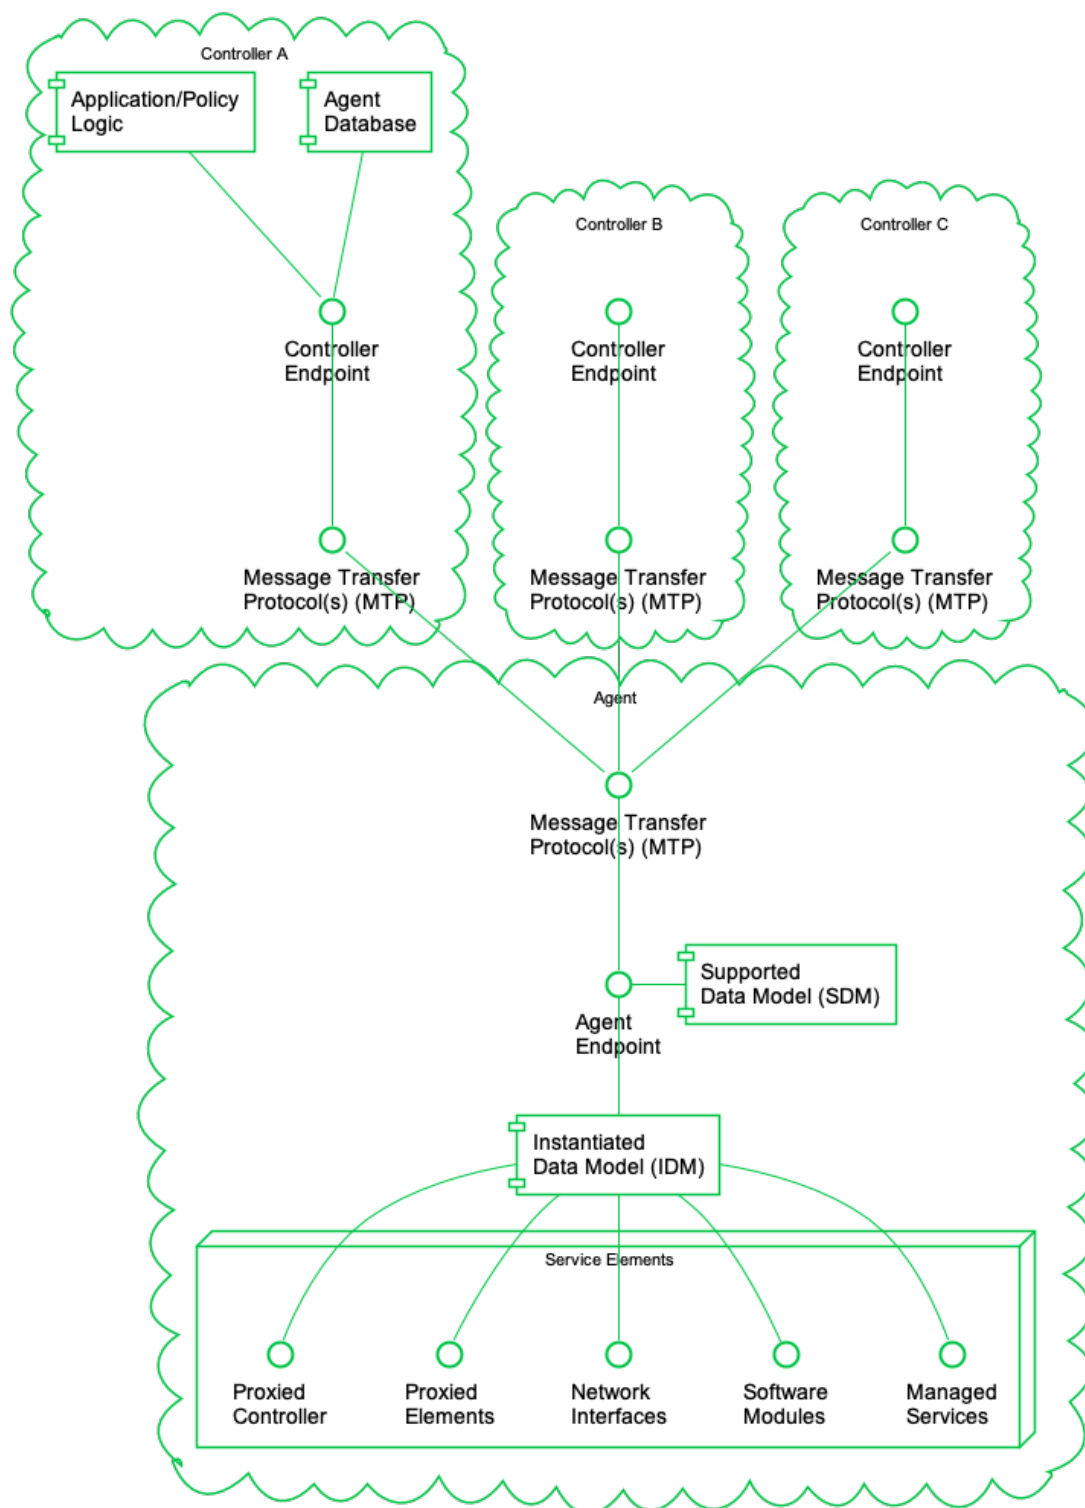 Controller A
Application/Policy
Logic
Agent
Database
Controller B
Controller C
Controller
Endpoint
Controller
Endpoint
Controller
Endpoint
Message Transfer
Protocol(s) (MTP)
Message Transfer
Protocol(s) (MTP)
Message Transfer
Protocol(s) (MTP)
Agent
Message Transfer
Protocol(s) (MTP)
Supported
Data Model (SDM)
Agent
Endpoint
Instantiated
Data Model (IDM)
Service Elements
Proxied
Controller
Proxied
Elements
Network
Interfaces
Software
Modules
Managed
Services